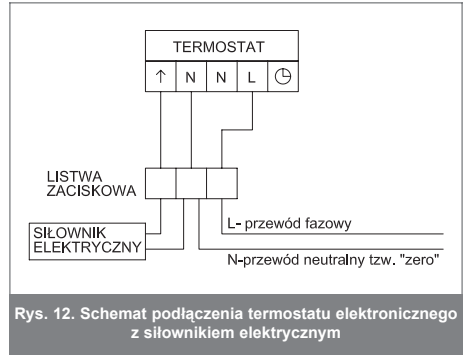 TERMOSTAT
↑ N N L
LISTWA
ZACISKOWA
SIŁOWNIK
ELEKTRYCZNY
L- przewód fazowy
N-przewód neutralny tzw. "zero"
Rys. 12. Schemat podłączenia termostatu elektronicznego
z siłownikiem elektrycznym